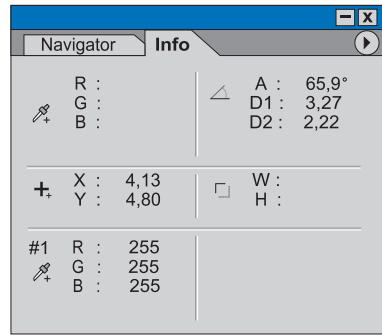 Navigator Info
R :
G :
B :
A : 65,9°
D1 : 3,27
D2 : 2,22
X : 4,13
Y : 4,80
W :
H :
#1 R : 255
G : 255
B : 255